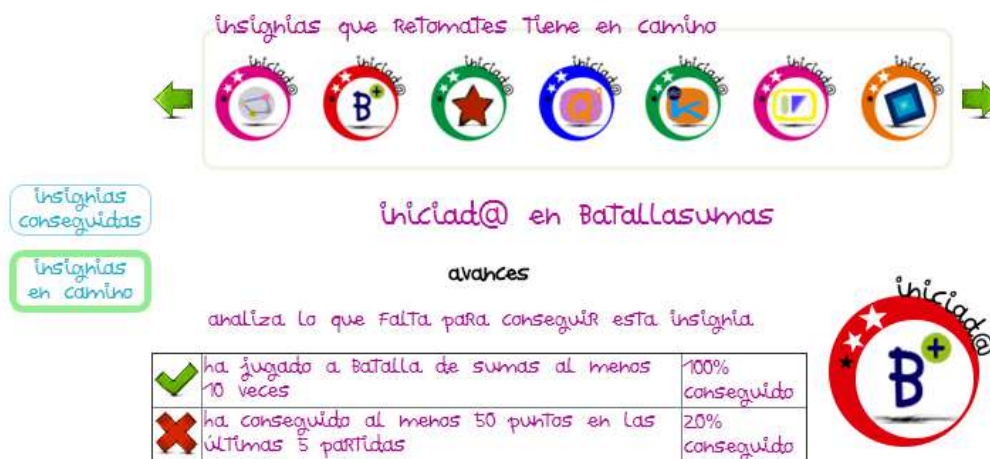 insignias que Retomates Tiene en camino
iniciad@
iniciad@
iniciad@
iniciad@
iniciad@
iniciad@
iniciad@
B+
insignias
conseguidas
iniciad@ en Batallasumas
insignias
en camino
avances
analiza lo que Falta para conseguir esta insignia
iniciad@
B+
ha jugado a Batalla de sumas al menos
10 veces
100%
conseguido
ha conseguido al menos 50 puntos en las
últimas 5 partidas
20%
conseguido